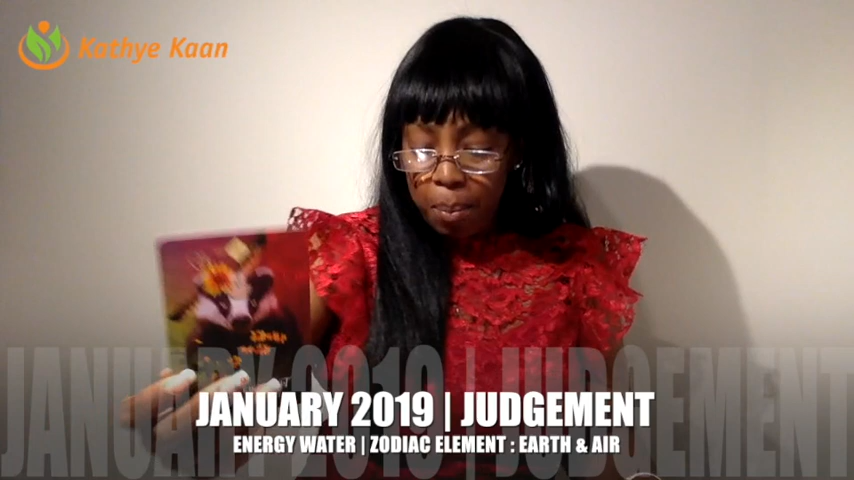 Kathye Kaan
JANUARY 2019 | JUDGEMENT
JANUARY 2019 | JUDGEMENT
ENERGY WATER | ZODIAC ELEMENT : EARTH & AIR